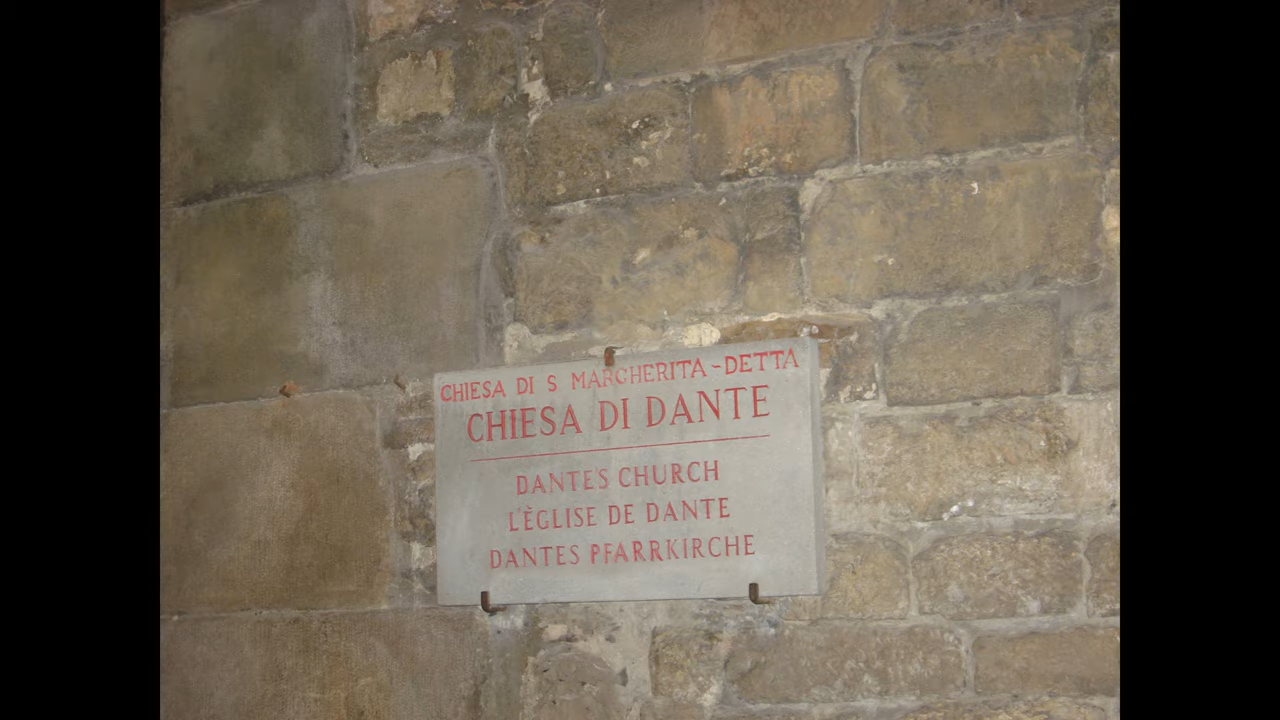 CHIESA DI S MARGHERITA-DETTA
CHIESA DI DANTE
DANTE'S CHURCH
L'ÈGLISE DE DANTE
DANTES PFARRKIRCHE